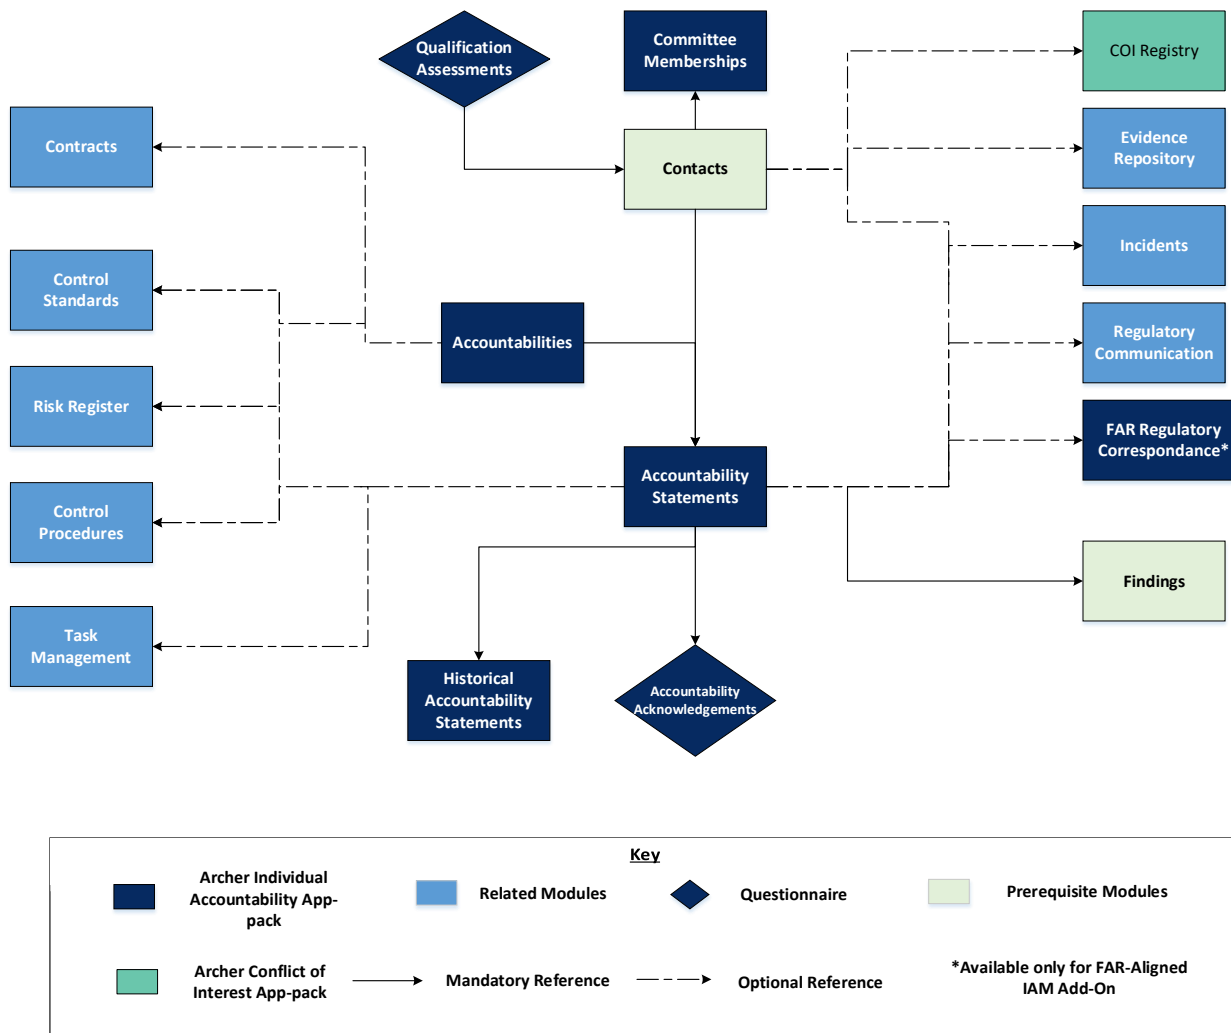 Qualification
Assessments
Committee
Memberships
COI Registry
Contracts
Evidence
Repository
Contacts
Control
Standards
Incidents
Accountabilities
Regulatory
Communication
Risk Register
FAR Regulatory
Correspondance*
Accountability
Statements
Control
Procedures
Findings
Task
Management
Historical
Accountability
Statements
Accountability
Acknowledgements
Key
Archer Individual
Accountability App-
pack
Related Modules
Questionnaire
Prerequisite Modules
Archer Conflict of
Interest App-pack
Mandatory Reference
Optional Reference
*Available only for FAR-Aligned
IAM Add-On